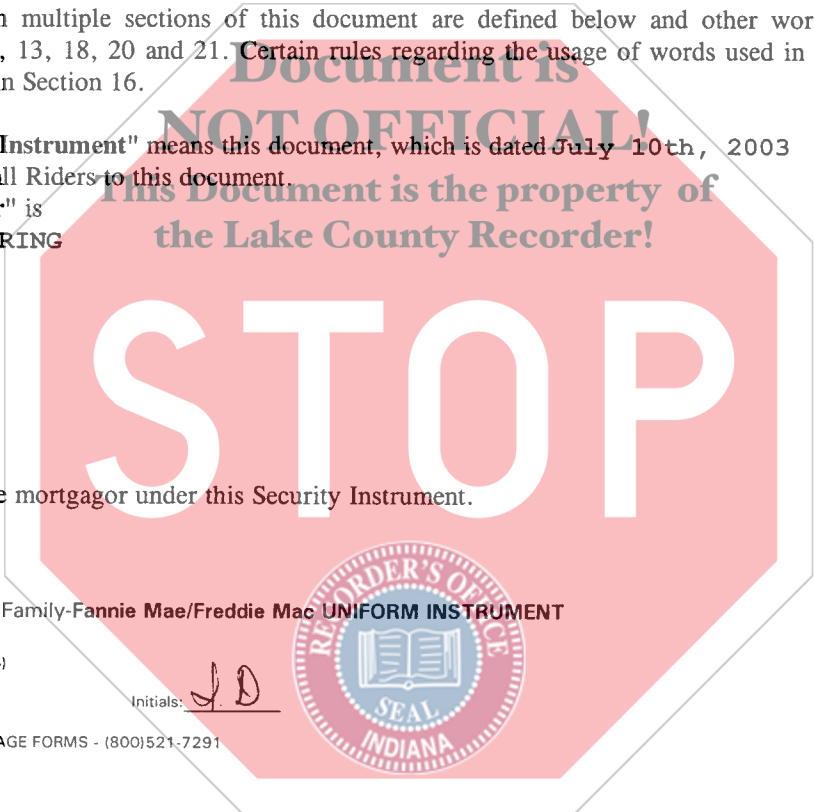 multiple sections of this document are defined below and other wor
, 13, 18, 20 and 21. Certain rules regarding the usage of words used in
n Section 16.
Document is
NOT OFFICIAL!
Instrument" means this document, which is dated July 10th, 2003
ll Riders to this document.
This Document is the property of
" is
RING
the Lake County Recorder!
STOP
e mortgagor under this Security Instrument.
RECORDER'S OFFICE
SEAL
INDIANA
Family-Fannie Mae/Freddie Mac UNIFORM INSTRUMENT
Initials: J. D
AGE FORMS - (800)521-7291